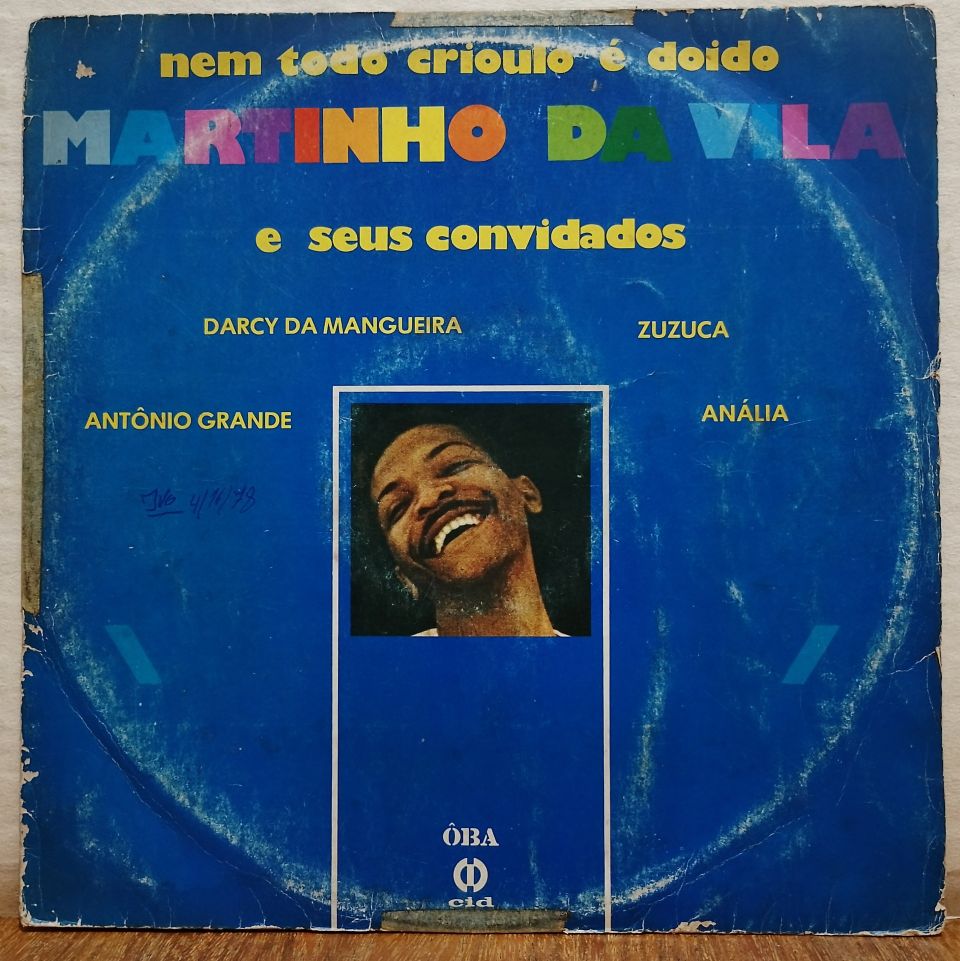 nem todo crioulo é doido
MARTINHO DA VILA
e seus convidados
DARCY DA MANGUEIRA
ZUZUCA
ANTÔNIO GRANDE
ANÁLIA
ÔBA
cid